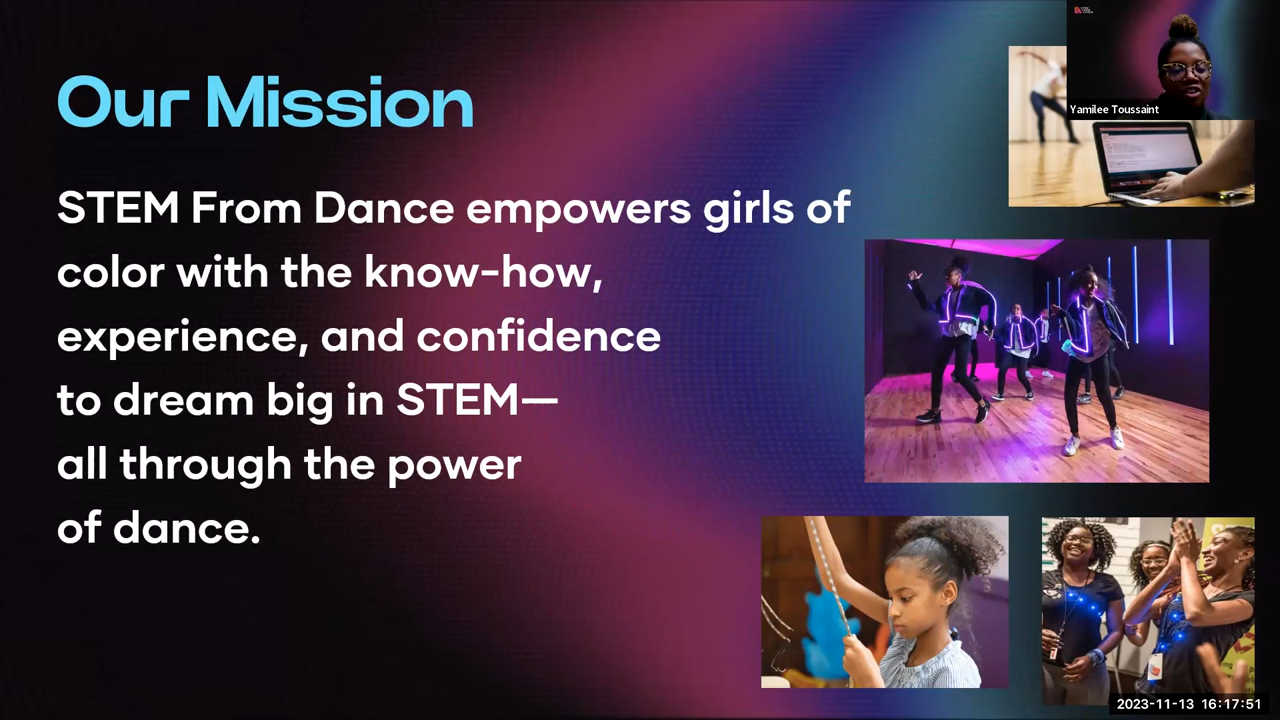 Our Mission
STEM From Dance empowers girls of
color with the know-how,
experience, and confidence
to dream big in STEM—
all through the power
of dance.
Yamilee Toussaint
2023-11-13 16:17:51